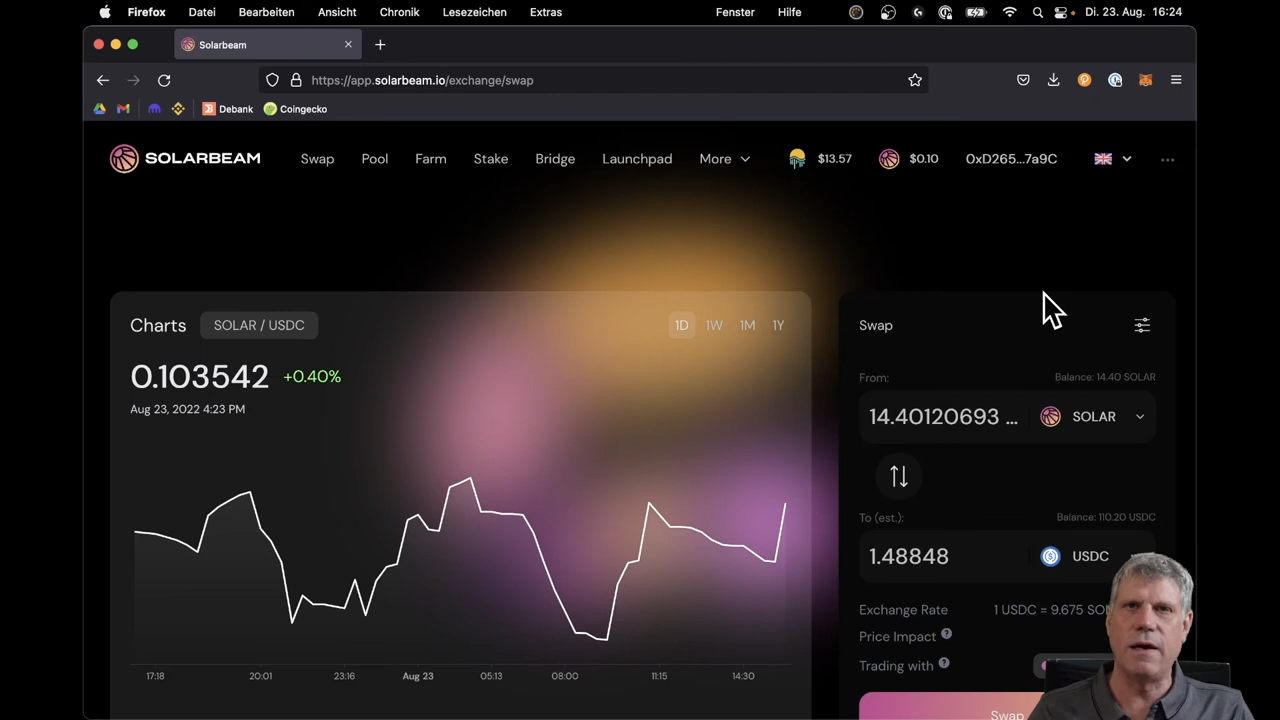 Firefox Datei Bearbeiten Ansicht Chronik Lesezeichen Extras Fenster Hilfe Di. 23. Aug. 16:24
Solarbeam
https://app.solarbeam.io/exchange/swap
Debank Coingecko
SOLARBEAM Swap Pool Farm Stake Bridge Launchpad More $13.57 $0.10 0xD265...7a9C
Charts SOLAR / USDC 1D 1W 1M 1Y
0.103542 +0.40%
Aug 23, 2022 4:23 PM
17:18 20:01 23:16 Aug 23 05:13 08:00 11:15 14:30
Swap
From: Balance: 14.40 SOLAR
14.40120693 ... SOLAR
To (est.): Balance: 110.20 USDC
1.48848 USDC
Exchange Rate 1 USDC = 9.675
Price Impact ?
Trading with ?
Swap